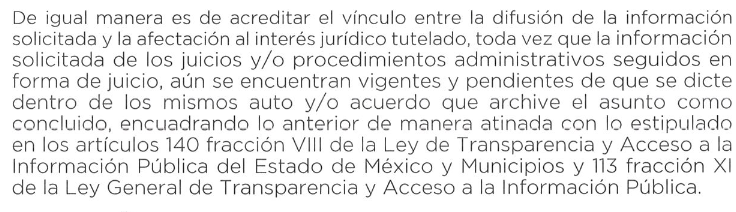 De igual manera es de acreditar el vínculo entre la difusión de la información
solicitada y la afectación al interés jurídico tutelado, toda vez que la información
solicitada de los juicios y/o procedimientos administrativos seguidos en
forma de juicio, aún se encuentran vigentes y pendientes de que se dicte
dentro de los mismos auto y/o acuerdo que archive el asunto como
concluido, encuadrando lo anterior de manera atinada con lo estipulado
en los artículos 140 fracción VIII de la Ley de Transparencia y Acceso a la
Información Pública del Estado de México y Municipios y 113 fracción XI
de la Ley General de Transparencia y Acceso a la Información Pública.